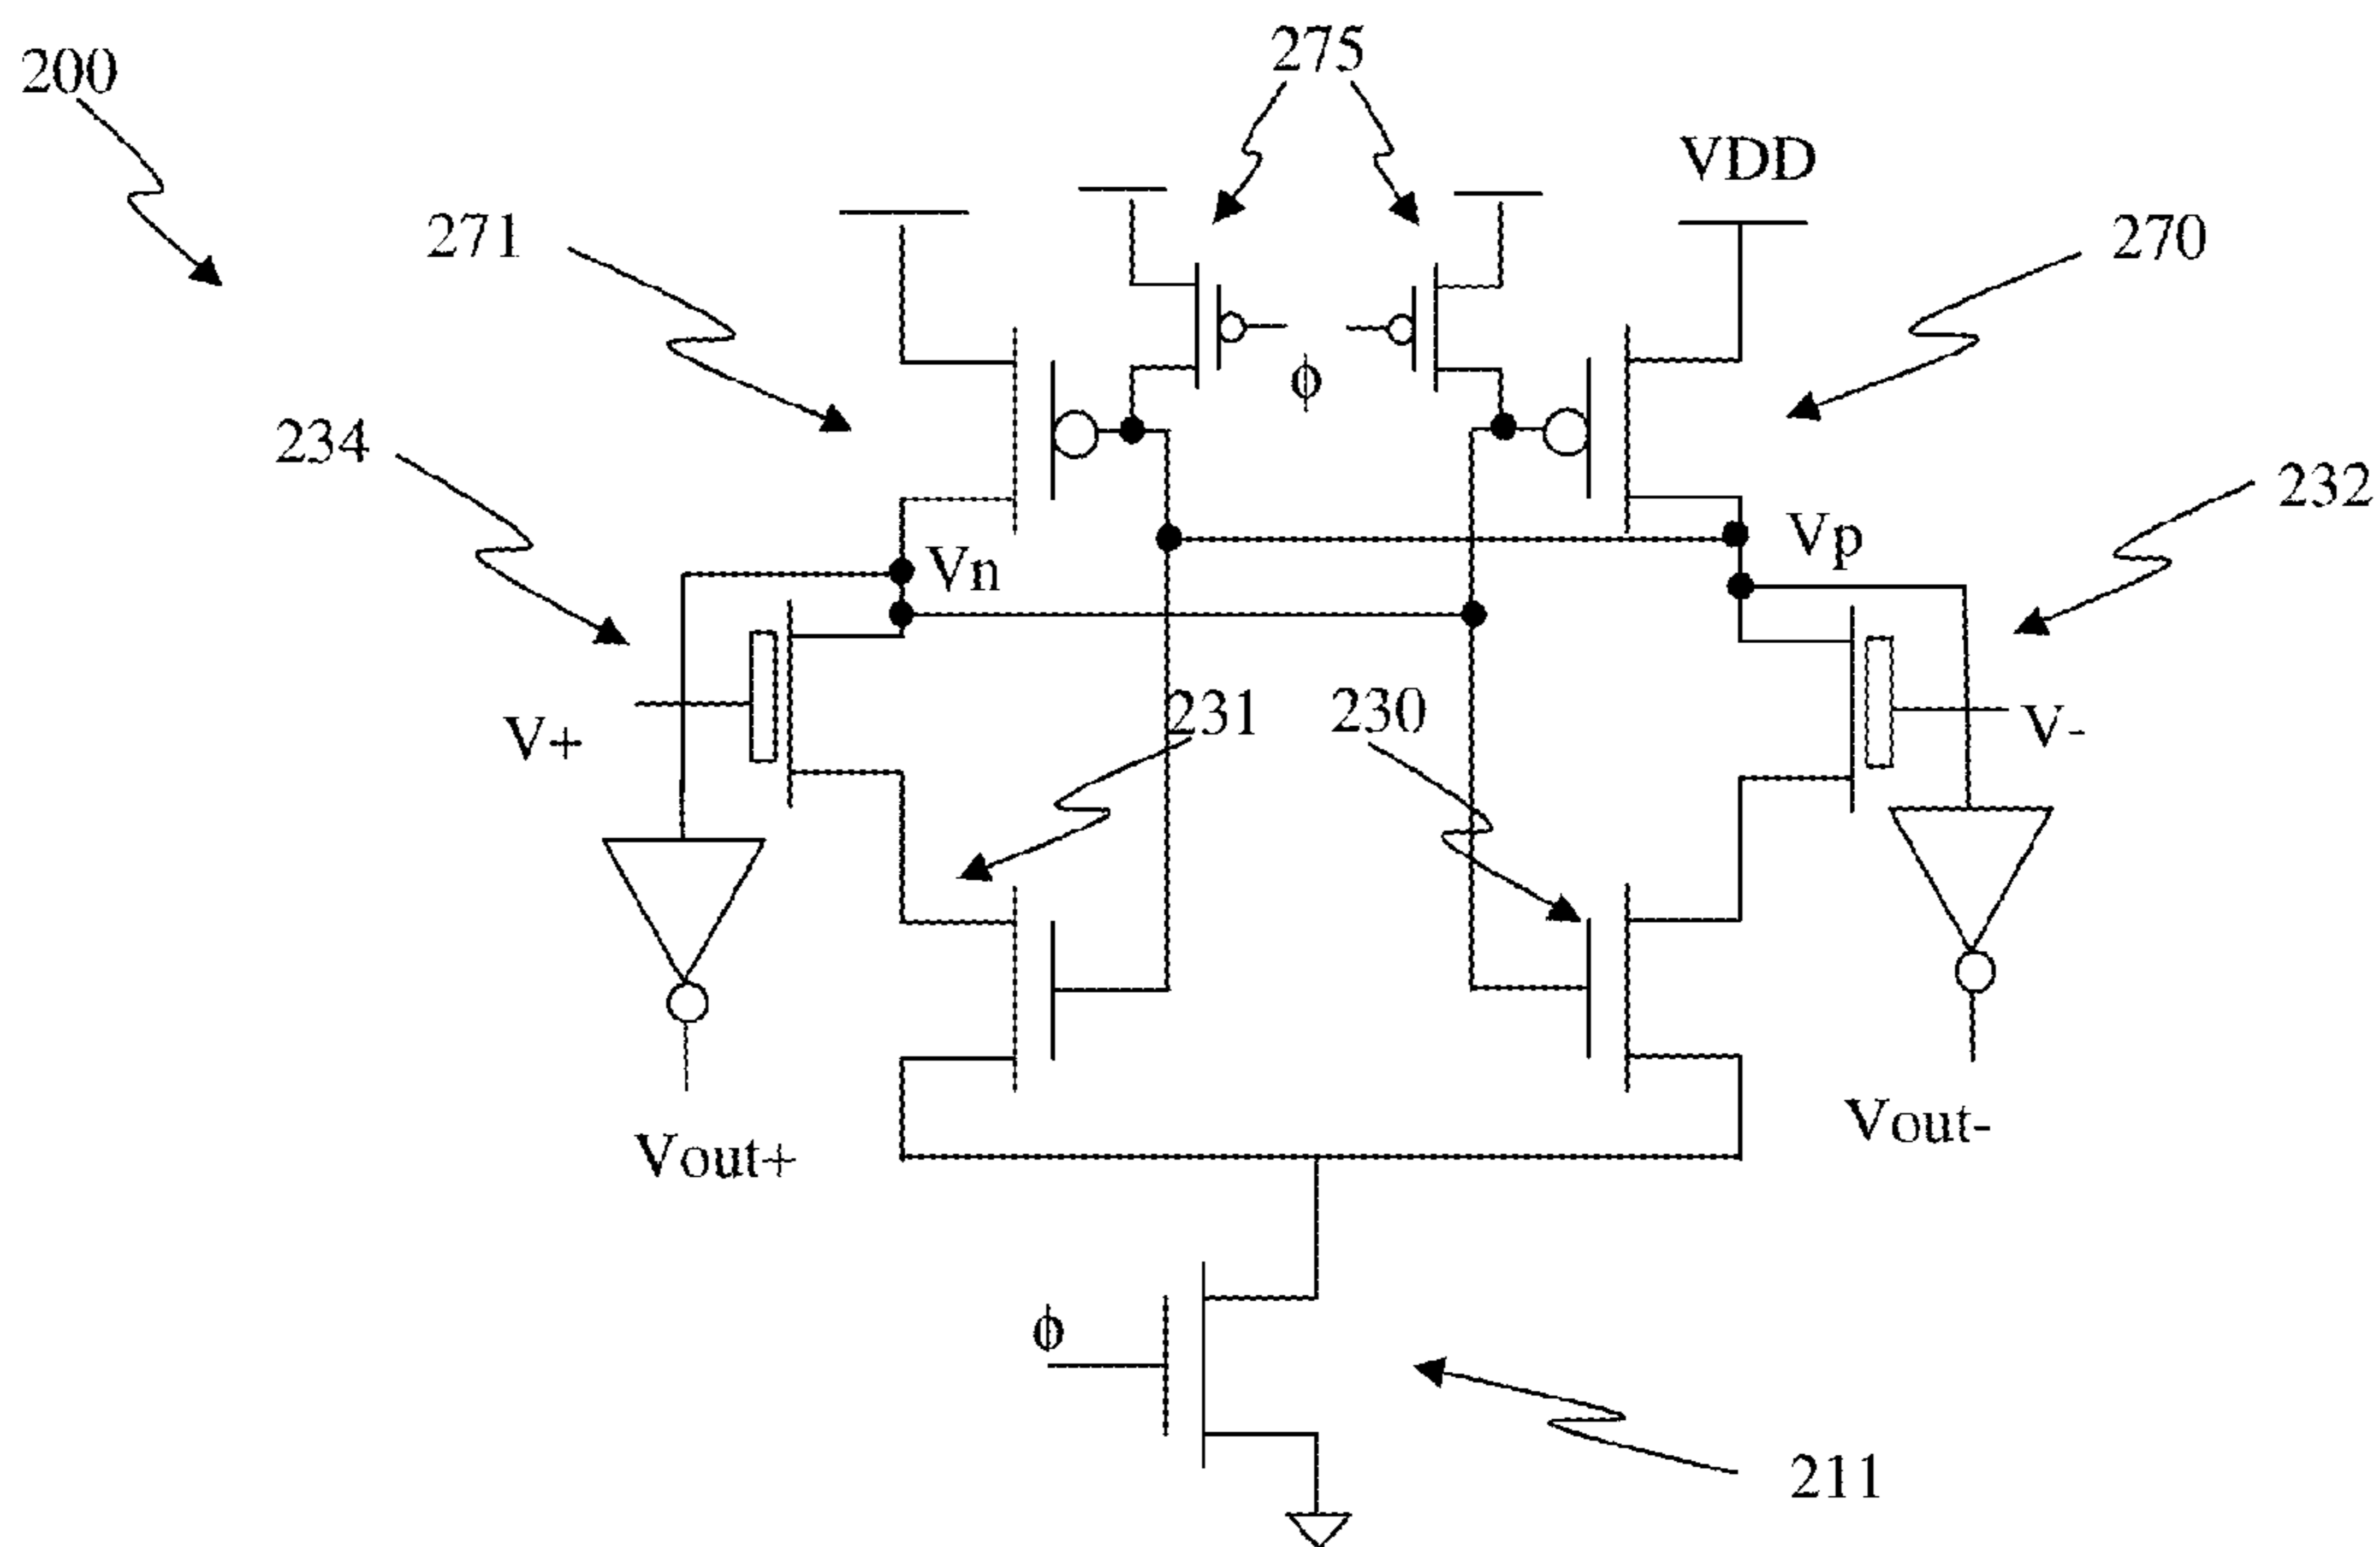 275
200
VDD
271
270
ϕ
234
232
Vp
Vn
231
230
V+
V-
Vout-
Vout+
ϕ
211